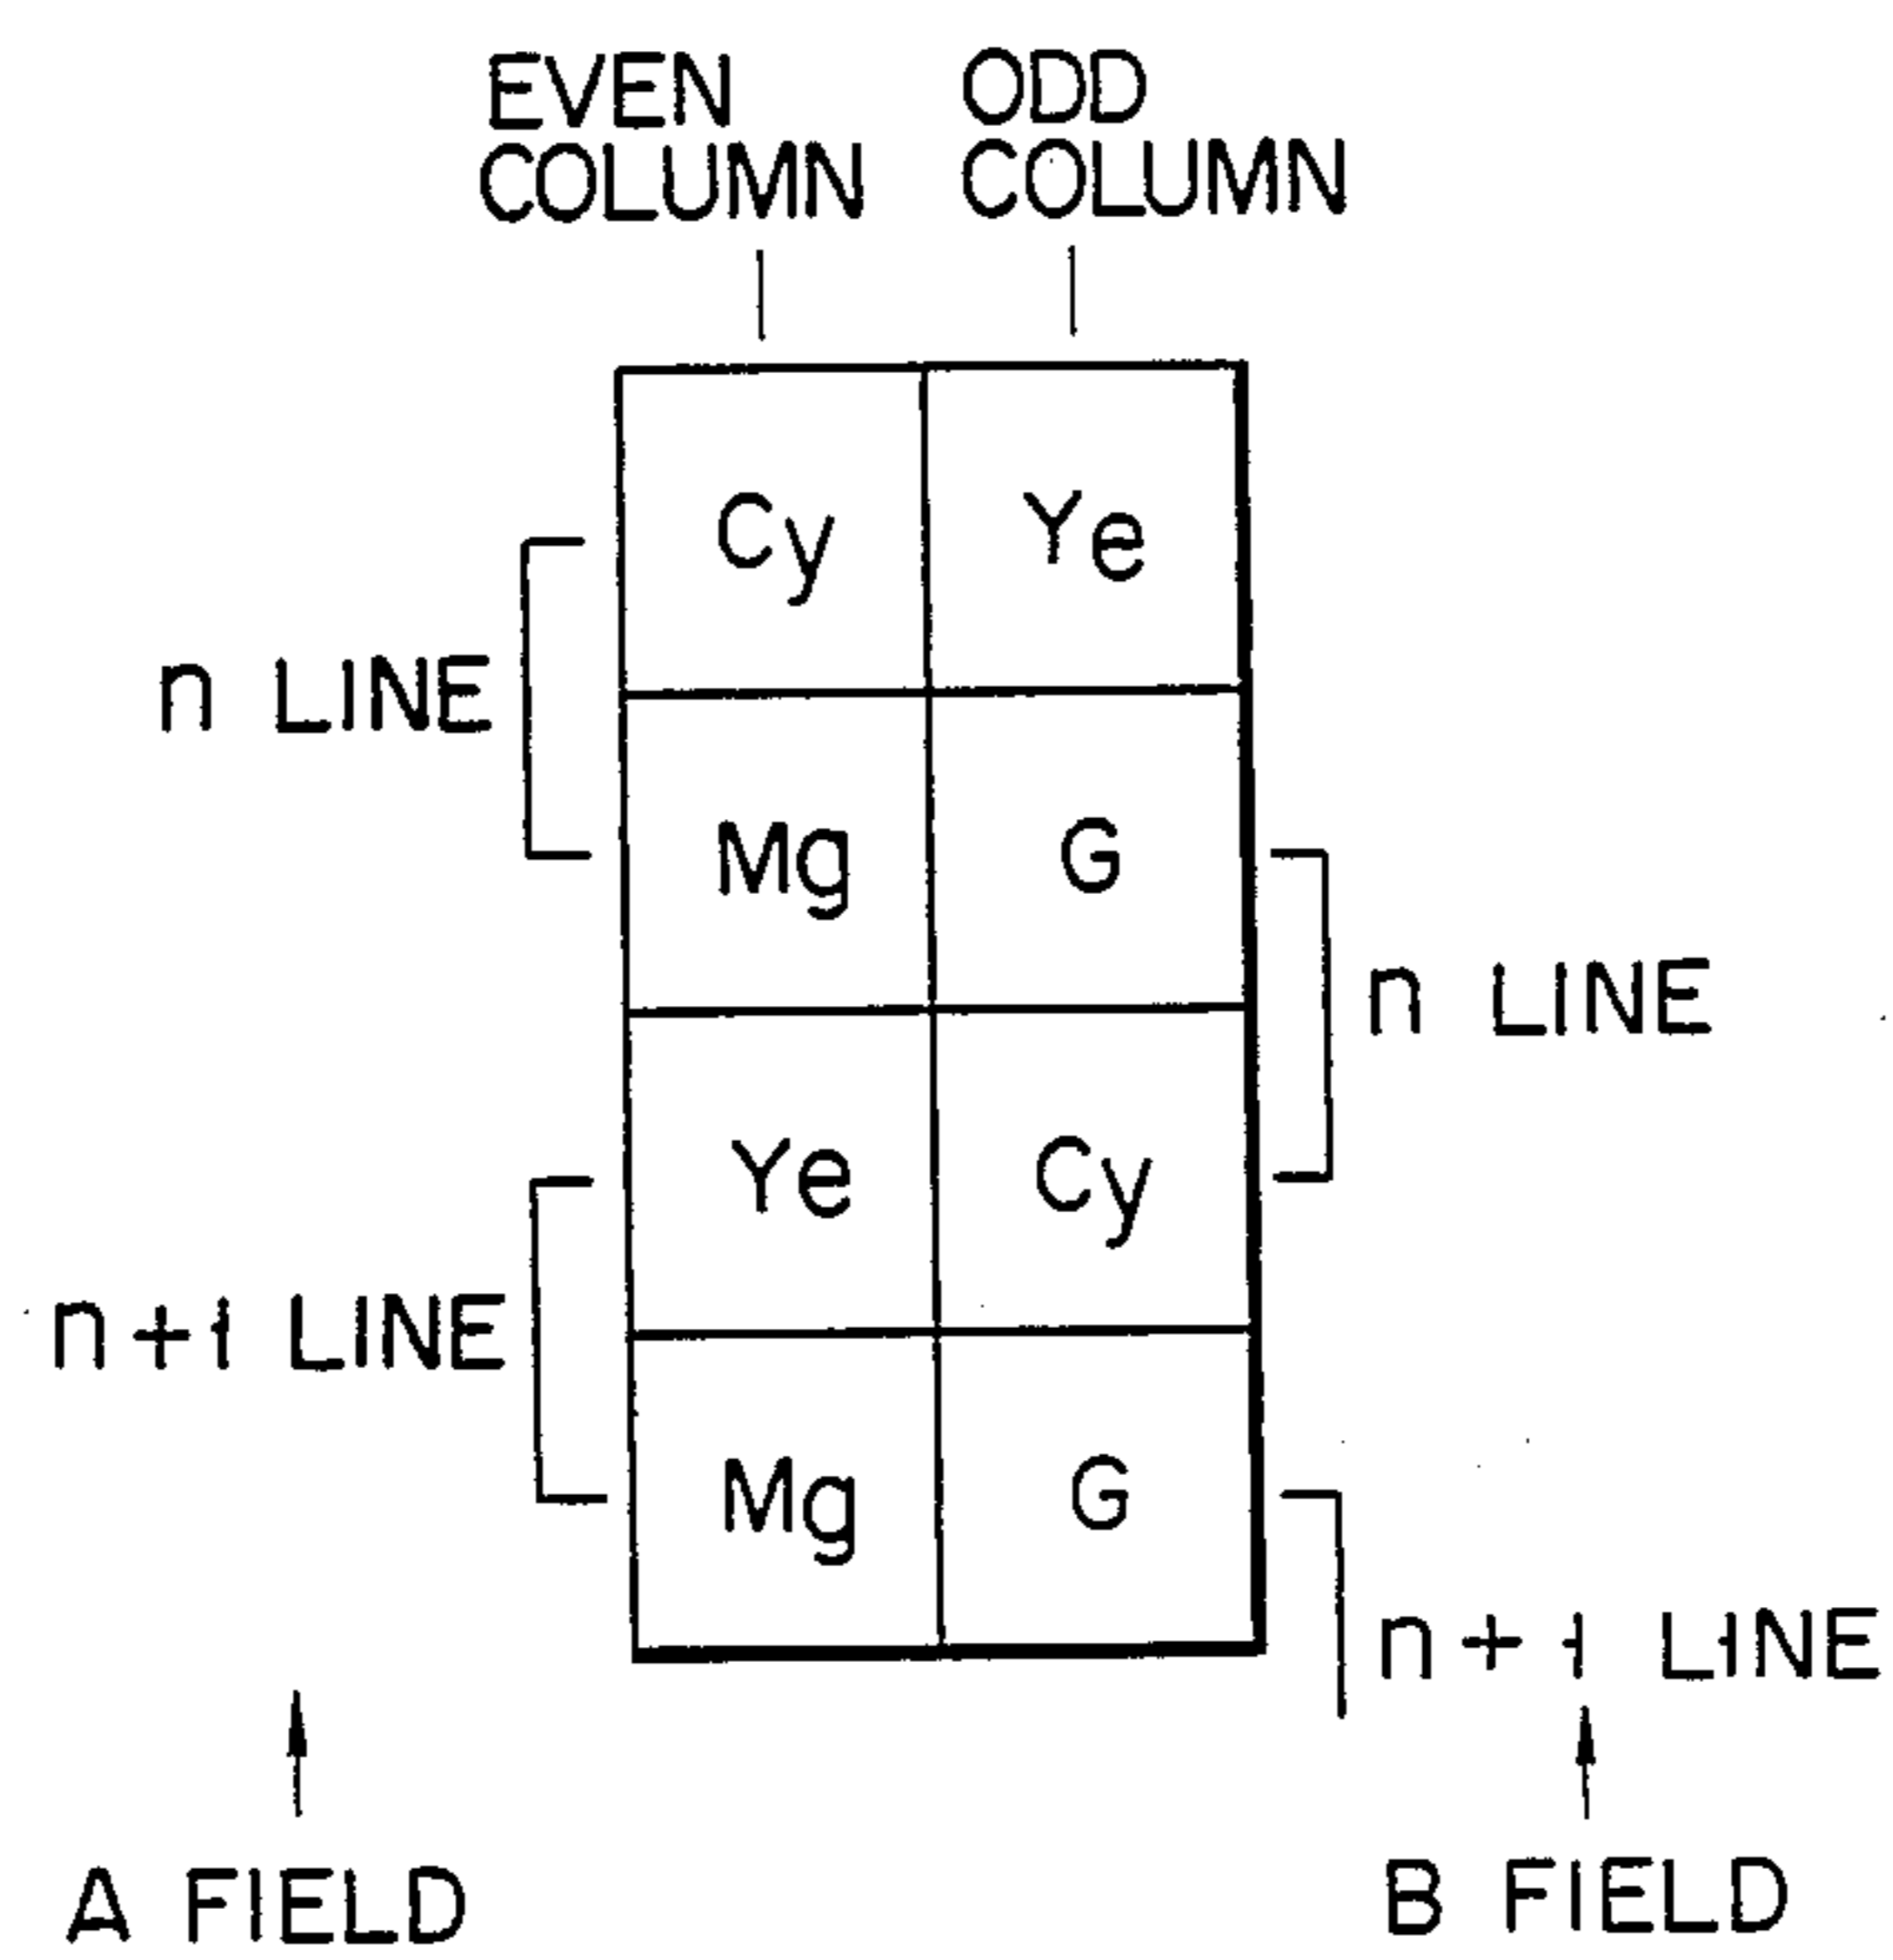 EVEN COLUMN
ODD COLUMN
Cy Ye
n LINE
Mg G
n LINE
Ye Cy
n+1 LINE
Mg G
n+1 LINE
A FIELD
B FIELD